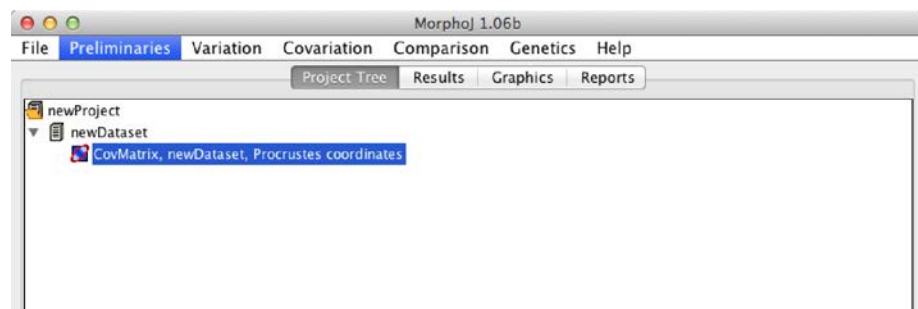 MorphoJ 1.06b
File Preliminaries Variation Covariation Comparison Genetics Help
Project Tree Results Graphics Reports
newProject
newDataset
CovMatrix, newDataset, Procrustes coordinates